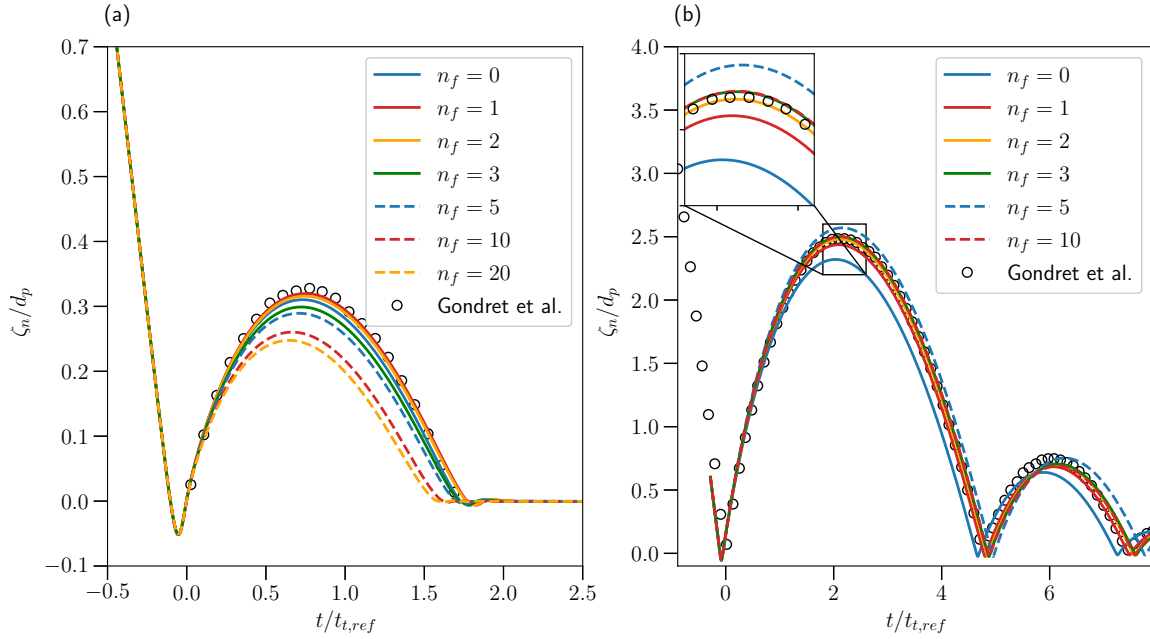 (a)
0.7
0.6
0.5
0.4
0.3
0.2
0.1
0.0
−0.1
ζₙ/dₚ
−0.5 0.0 0.5 1.0 1.5 2.0 2.5
t/t_{t,ref}
n_f = 0
n_f = 1
n_f = 2
n_f = 3
n_f = 5
n_f = 10
n_f = 20
Gondret et al.
(b)
4.0
3.5
3.0
2.5
2.0
1.5
1.0
0.5
0.0
ζₙ/dₚ
0 2 4 6
t/t_{t,ref}
n_f = 0
n_f = 1
n_f = 2
n_f = 3
n_f = 5
n_f = 10
Gondret et al.